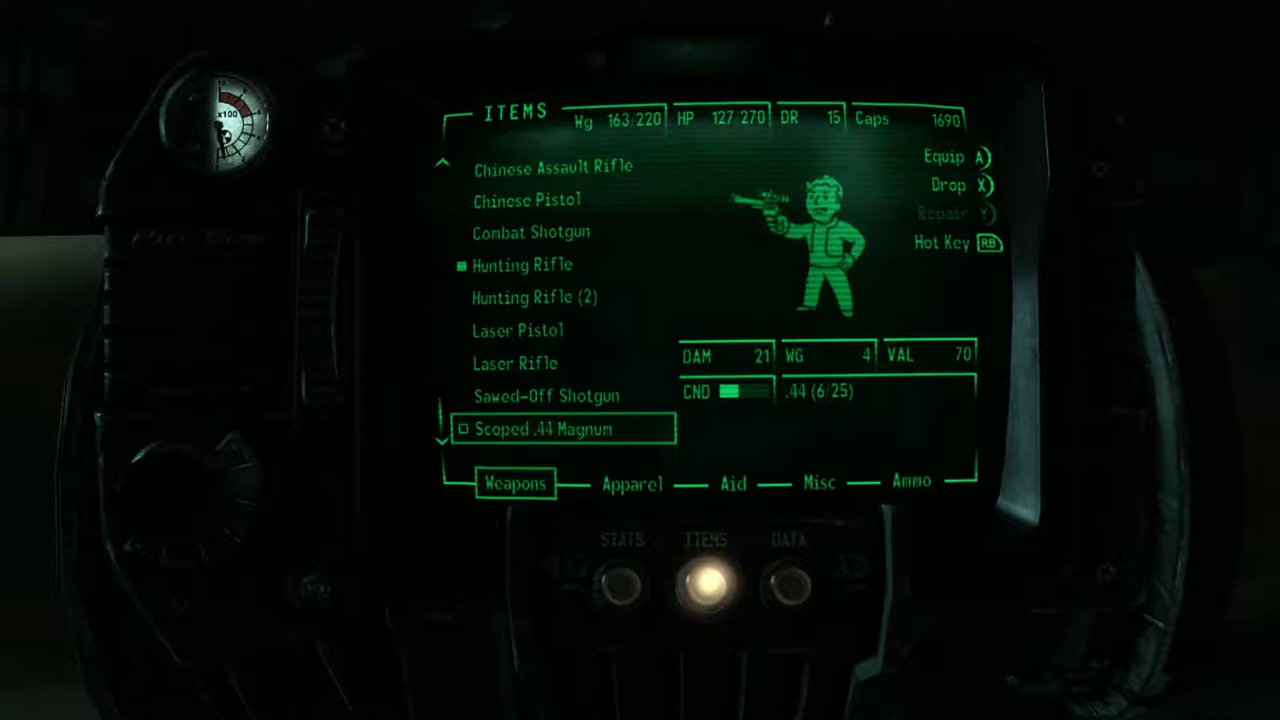 ITEMS Wg 163/220 HP 127/270 DR 15 Caps 1690
x100
Chinese Assault Rifle
Chinese Pistol
Combat Shotgun
Hunting Rifle
Hunting Rifle (2)
Laser Pistol
Laser Rifle
Sawed-Off Shotgun
Scoped .44 Magnum
Equip A)
Drop X)
Repair Y)
Hot Key RB
DAM 21 WG 4 VAL 70
CND .44 (6/25)
Weapons Apparel Aid Misc Ammo
STATS ITEMS DATA